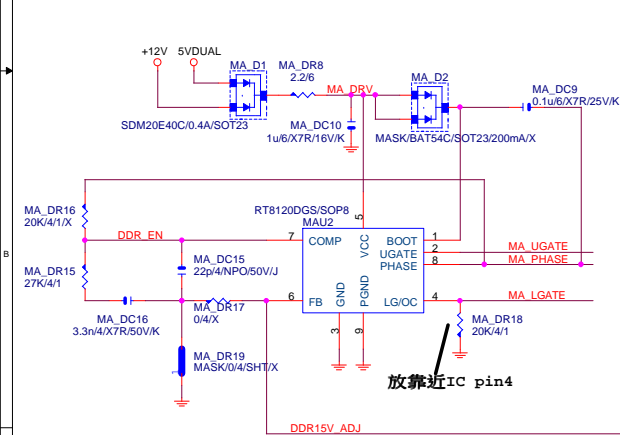 +12V 5VDUAL
MA_D1
MA_DR8
2.2/6
MA_DRV
MA_D2
MA_DC9
0.1u/6/X7R/25V/K
SDM20E40C/0.4A/SOT23
MA_DC10
1u/6/X7R/16V/K
MASK/BAT54C/SOT23/200mA/X
MA_DR16
20K/4/1/X
RT8120DGS/SOP8
MAU2
5
DDR_EN
7
COMP
VCC
BOOT
1
UGATE
2
MA_UGATE
PHASE
8
MA_PHASE
B
MA_DR15
27K/4/1
MA_DC15
22p/4/NPO/50V/J
MA_DC16
3.3n/4/X7R/50V/K
MA_DR17
0/4/X
6
FB
GND
PGND
LG/OC
4
MA_LGATE
3
9
MA_DR18
20K/4/1
MA_DR19
MASK/0/4/SHT/X
1
放靠近IC pin4
DDR15V_ADJ